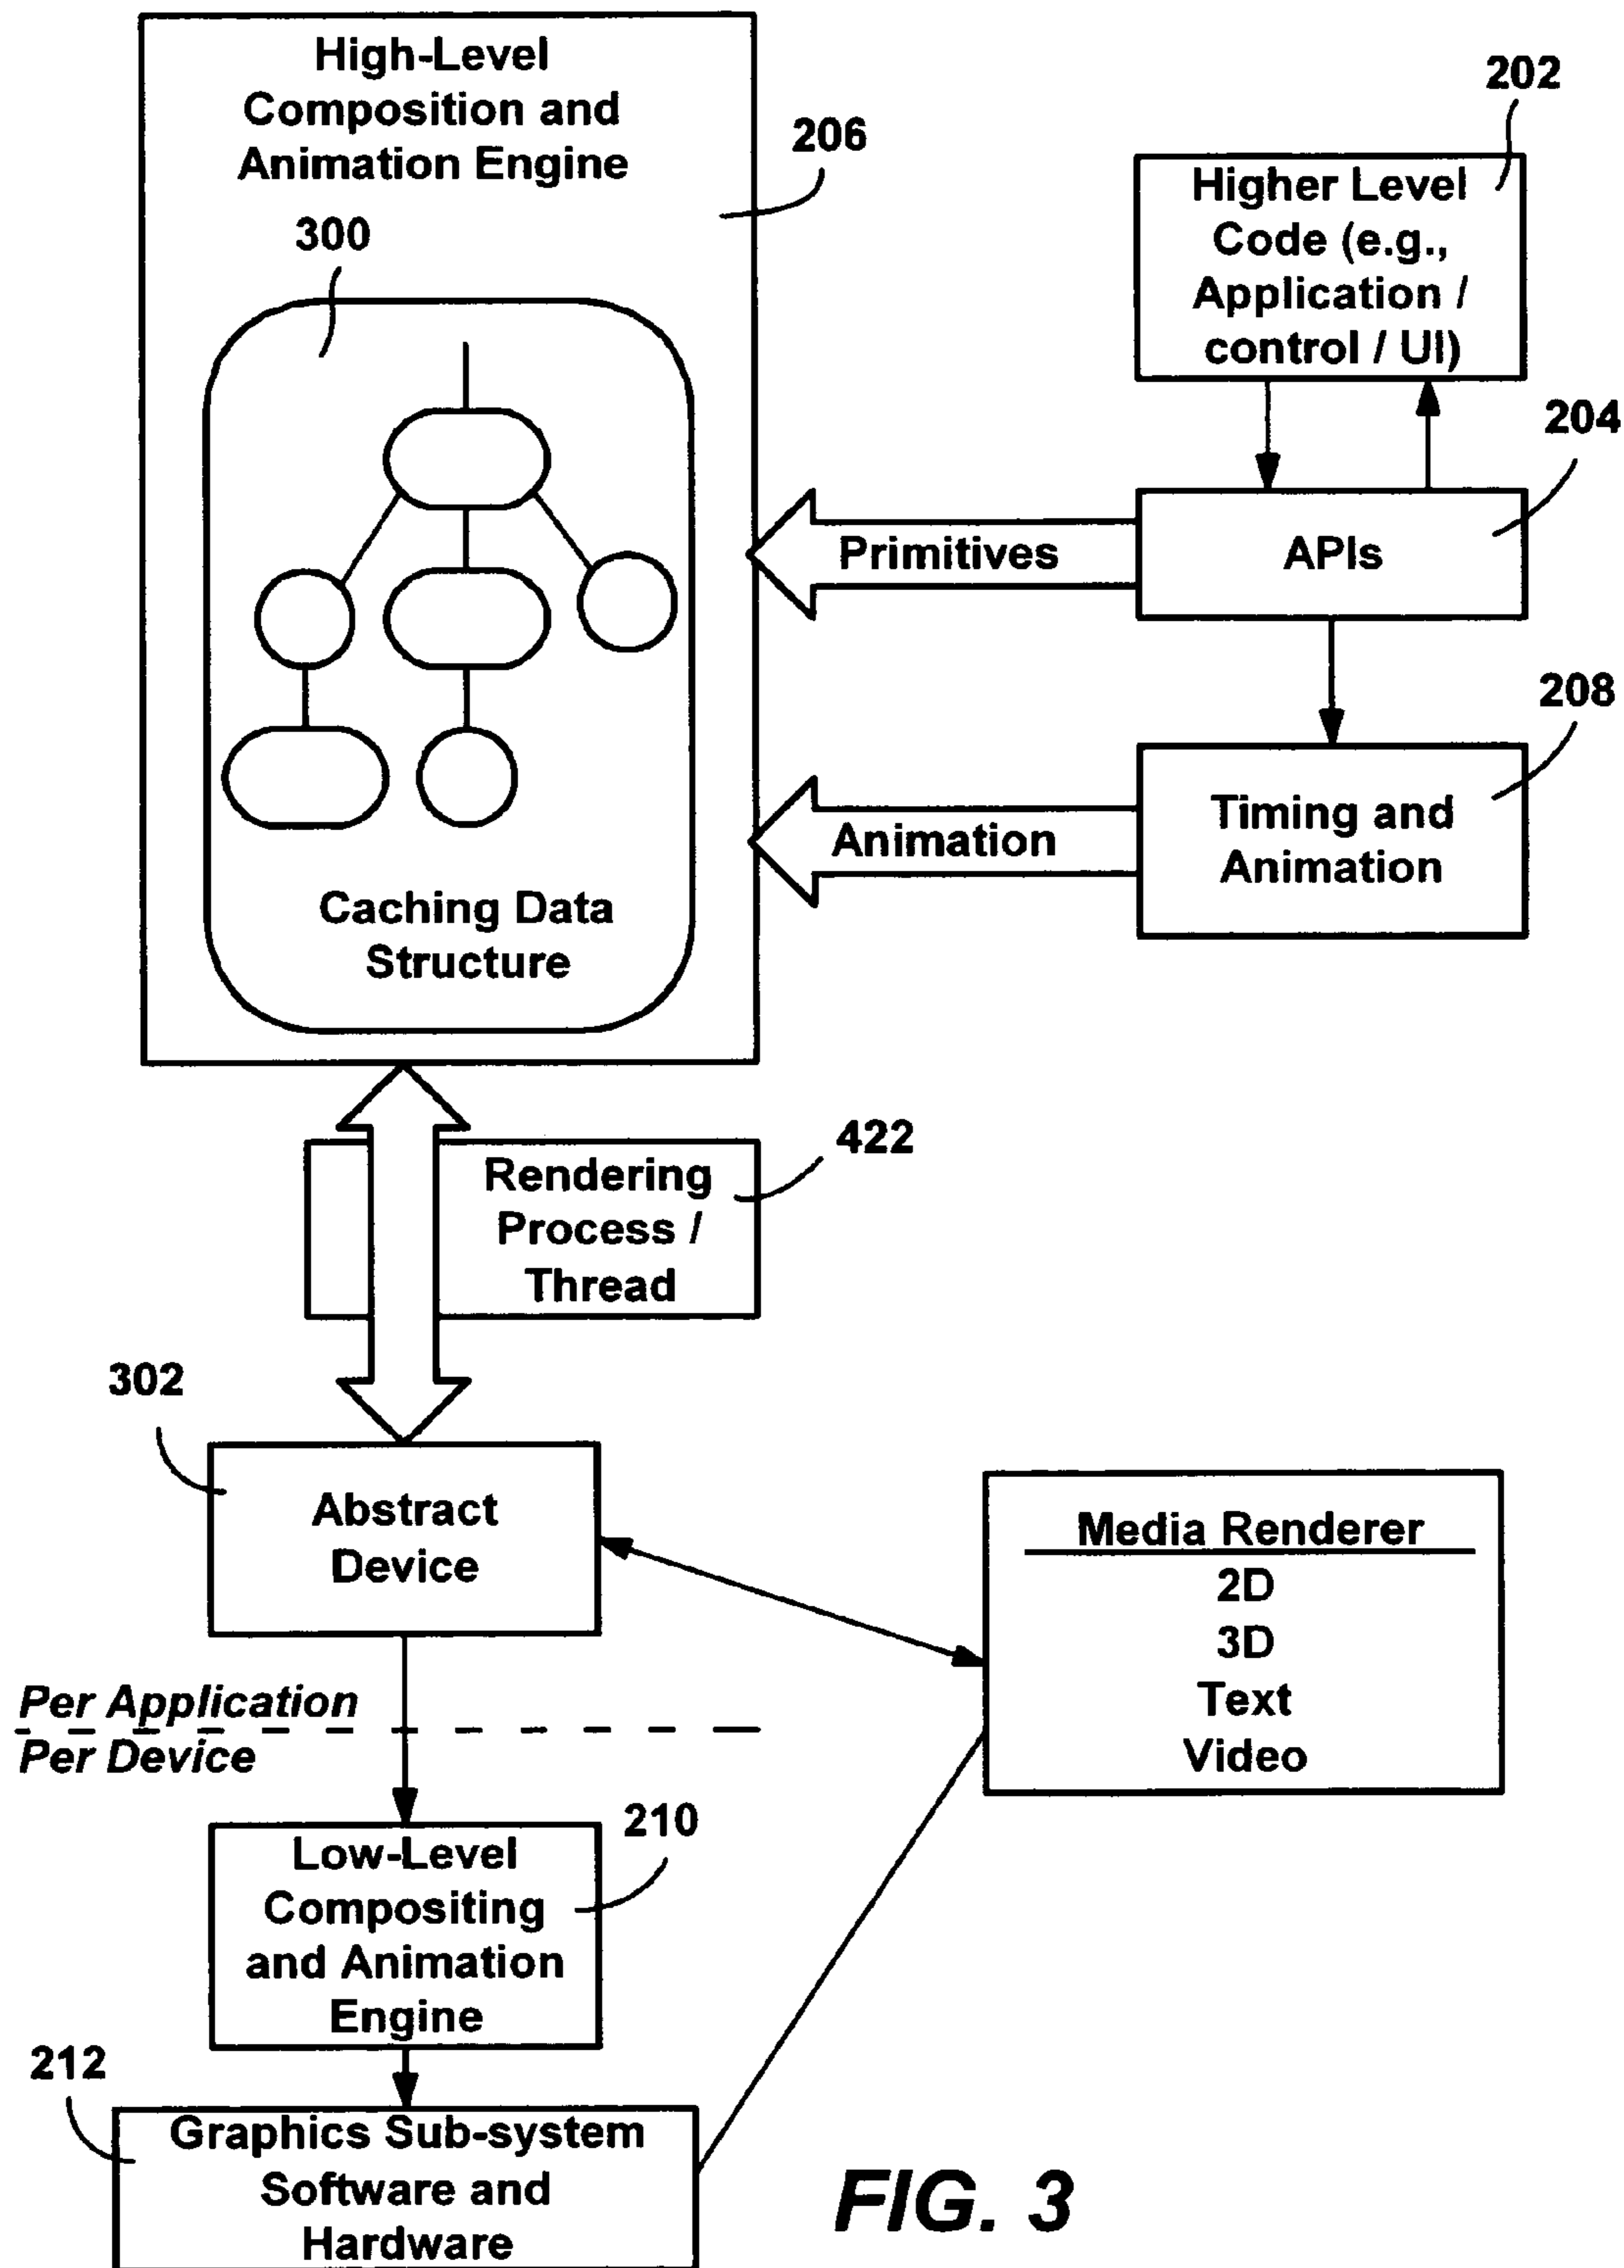 High-Level
Composition and
Animation Engine
206
300
Caching Data
Structure
202
Higher Level
Code (e.g.,
Application /
control / UI)
204
APIs
Primitives
208
Timing and
Animation
Animation
422
Rendering
Process /
Thread
302
Abstract
Device
Media Renderer
2D
3D
Text
Video
Per Application
Per Device
210
Low-Level
Compositing
and Animation
Engine
212
Graphics Sub-system
Software and
Hardware
FIG. 3